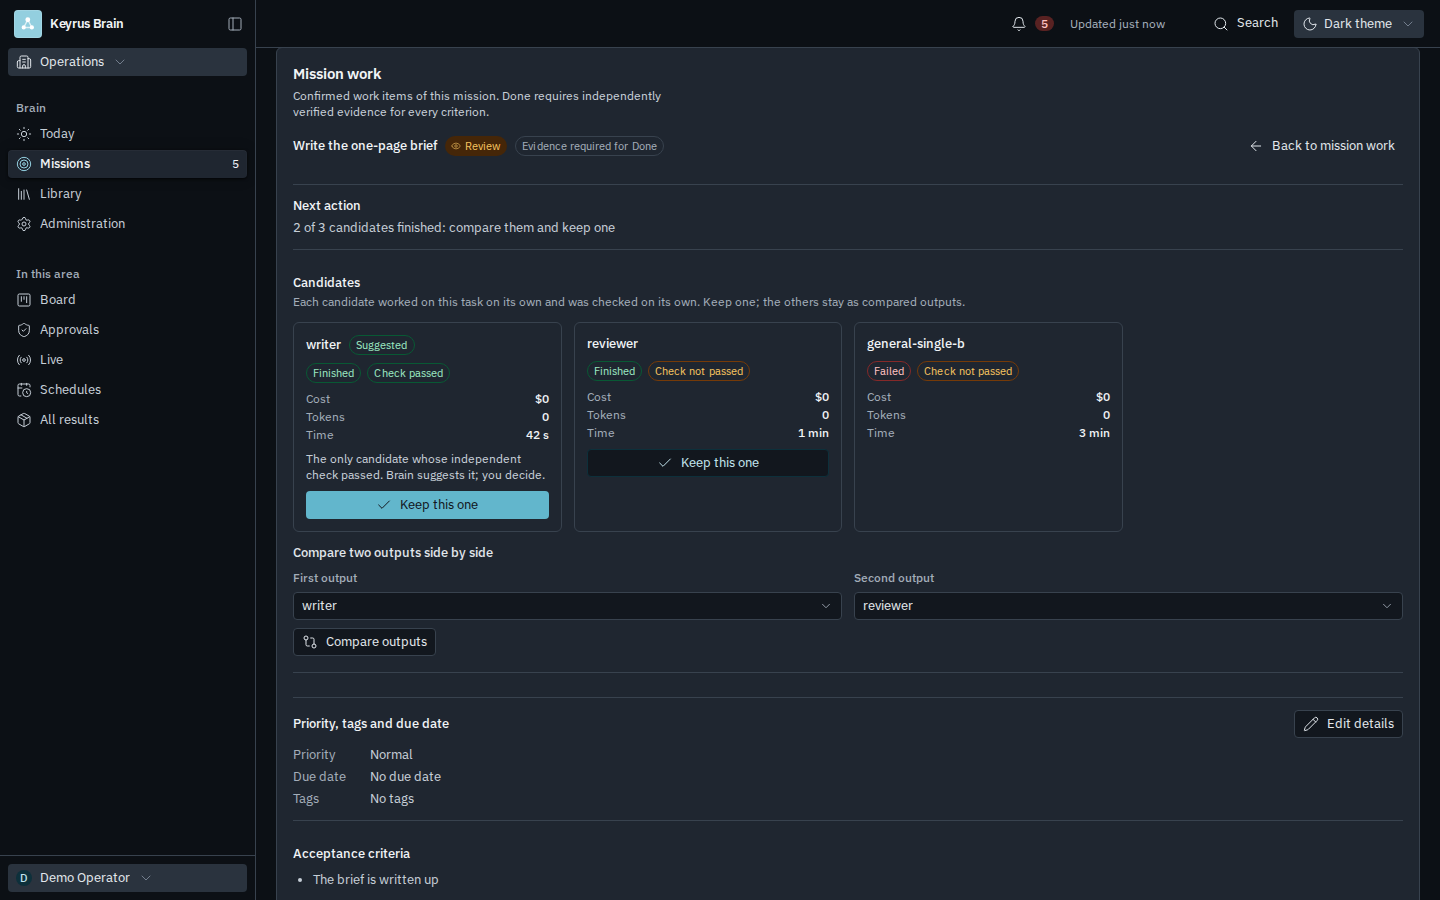 Keyrus Brain
5
Updated just now
Search
Dark theme
Operations
Brain
Today
Missions 5
Library
Administration
In this area
Board
Approvals
Live
Schedules
All results
D Demo Operator
Mission work
Confirmed work items of this mission. Done requires independently
verified evidence for every criterion.
Write the one-page brief Review Evidence required for Done
Back to mission work
Next action
2 of 3 candidates finished: compare them and keep one
Candidates
Each candidate worked on this task on its own and was checked on its own. Keep one; the others stay as compared outputs.
writer Suggested
Finished Check passed
Cost $0
Tokens 0
Time 42 s
The only candidate whose independent
check passed. Brain suggests it; you decide.
Keep this one
reviewer
Finished Check not passed
Cost $0
Tokens 0
Time 1 min
Keep this one
general-single-b
Failed Check not passed
Cost $0
Tokens 0
Time 3 min
Compare two outputs side by side
First output
writer
Second output
reviewer
Compare outputs
Priority, tags and due date
Edit details
Priority Normal
Due date No due date
Tags No tags
Acceptance criteria
• The brief is written up